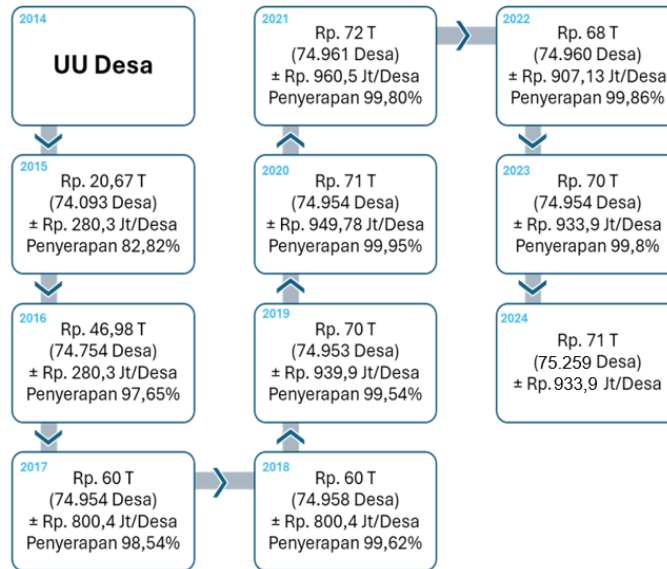 2014
UU Desa
2015
Rp. 20,67 T
(74.093 Desa)
± Rp. 280,3 Jt/Desa
Penyerapan 82,82%
2016
Rp. 46,98 T
(74.754 Desa)
± Rp. 280,3 Jt/Desa
Penyerapan 97,65%
2017
Rp. 60 T
(74.954 Desa)
± Rp. 800,4 Jt/Desa
Penyerapan 98,54%
2018
Rp. 60 T
(74.958 Desa)
± Rp. 800,4 Jt/Desa
Penyerapan 99,62%
2019
Rp. 70 T
(74.953 Desa)
± Rp. 939,9 Jt/Desa
Penyerapan 99,54%
2020
Rp. 71 T
(74.954 Desa)
± Rp. 949,78 Jt/Desa
Penyerapan 99,95%
2021
Rp. 72 T
(74.961 Desa)
± Rp. 960,5 Jt/Desa
Penyerapan 99,80%
2022
Rp. 68 T
(74.960 Desa)
± Rp. 907,13 Jt/Desa
Penyerapan 99,86%
2023
Rp. 70 T
(74.954 Desa)
± Rp. 933,9 Jt/Desa
Penyerapan 99,8%
2024
Rp. 71 T
(75.259 Desa)
± Rp. 933,9 Jt/Desa